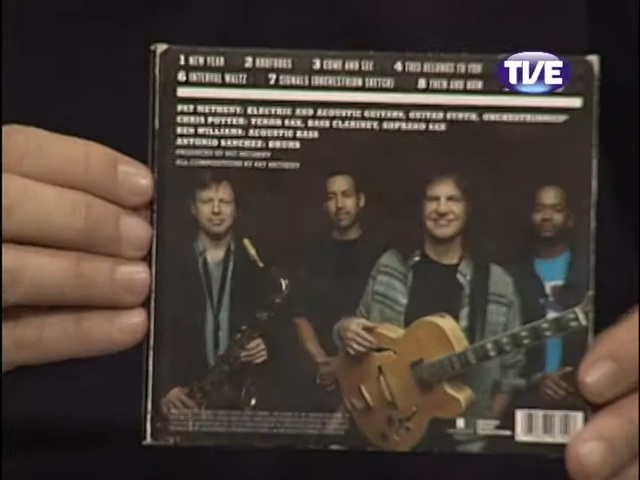 1 NEW YEAR 2 ROOFDOGS 3 COME AND SEE 4 THIS BELONGS TO YOU
TVE
6 INTERVAL WALTZ 7 SIGNALS (ORCHESTRION SKETCH) 8 THEN AND NOW
PAT METHENY: ELECTRIC AND ACOUSTIC GUITARS, GUITAR SYNTH, ORCHESTRIONICS
CHRIS POTTER: TENOR SAX, BASS CLARINET, SOPRANO SAX
BEN WILLIAMS: ACOUSTIC BASS
ANTONIO SANCHEZ: DRUMS
PRODUCED BY PAT METHENY
ALL COMPOSITIONS BY PAT METHENY